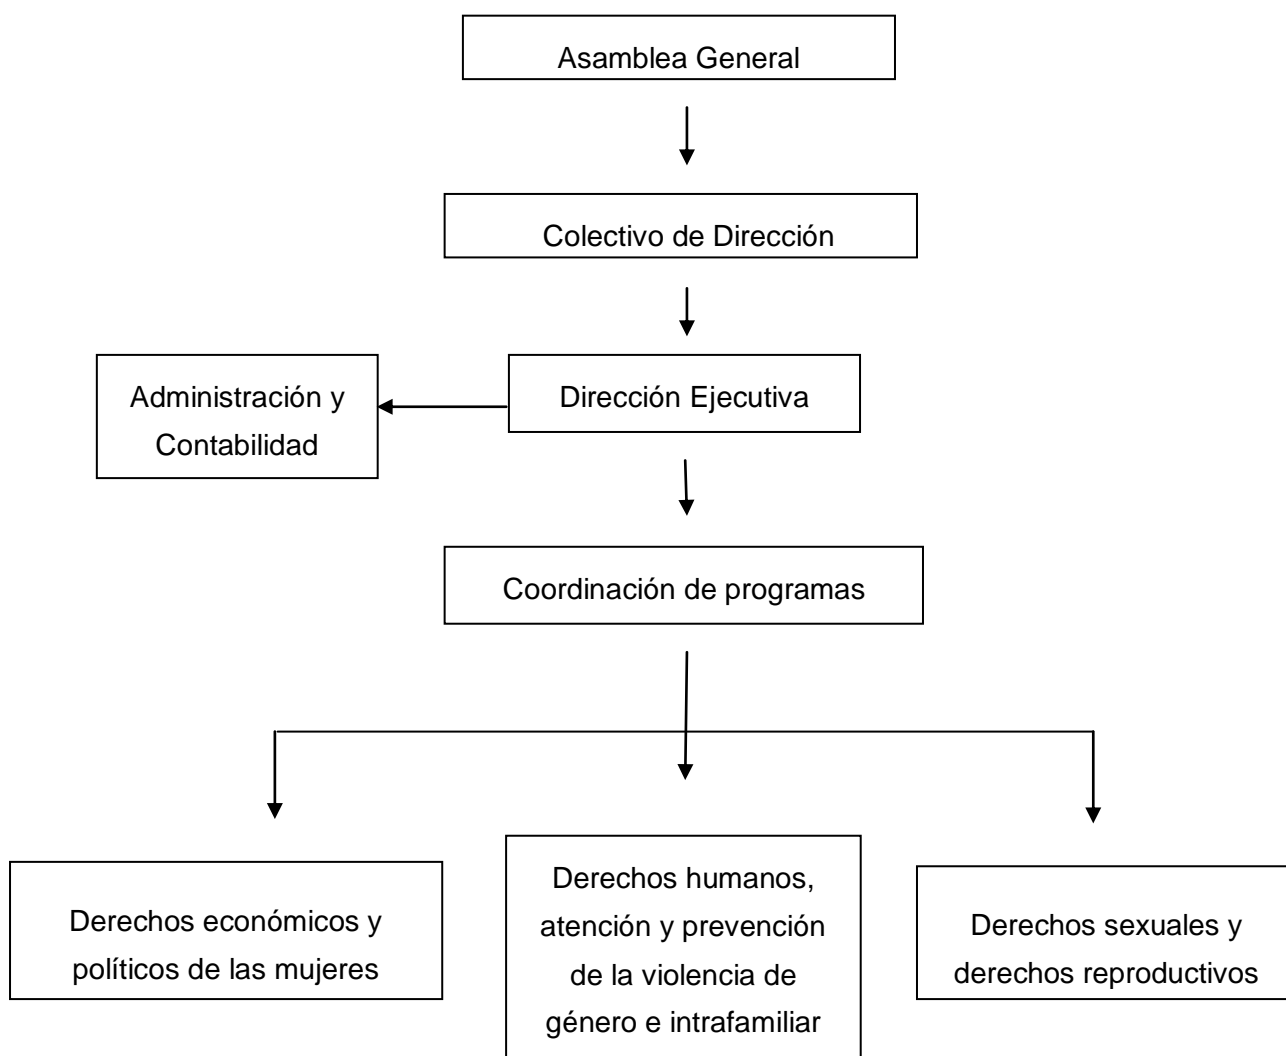 Asamblea General
Colectivo de Dirección
Administración y
Contabilidad
Dirección Ejecutiva
Coordinación de programas
Derechos económicos y
políticos de las mujeres
Derechos humanos,
atención y prevención
de la violencia de
género e intrafamiliar
Derechos sexuales y
derechos reproductivos